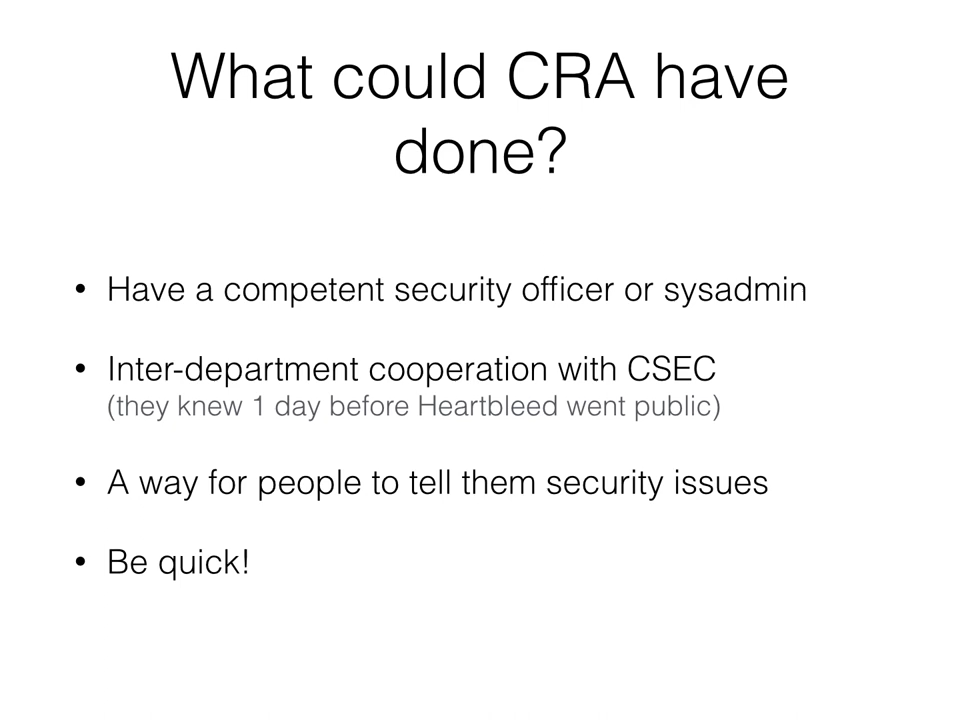 What could CRA have
done?
• Have a competent security officer or sysadmin
• Inter-department cooperation with CSEC
(they knew 1 day before Heartbleed went public)
• A way for people to tell them security issues
• Be quick!